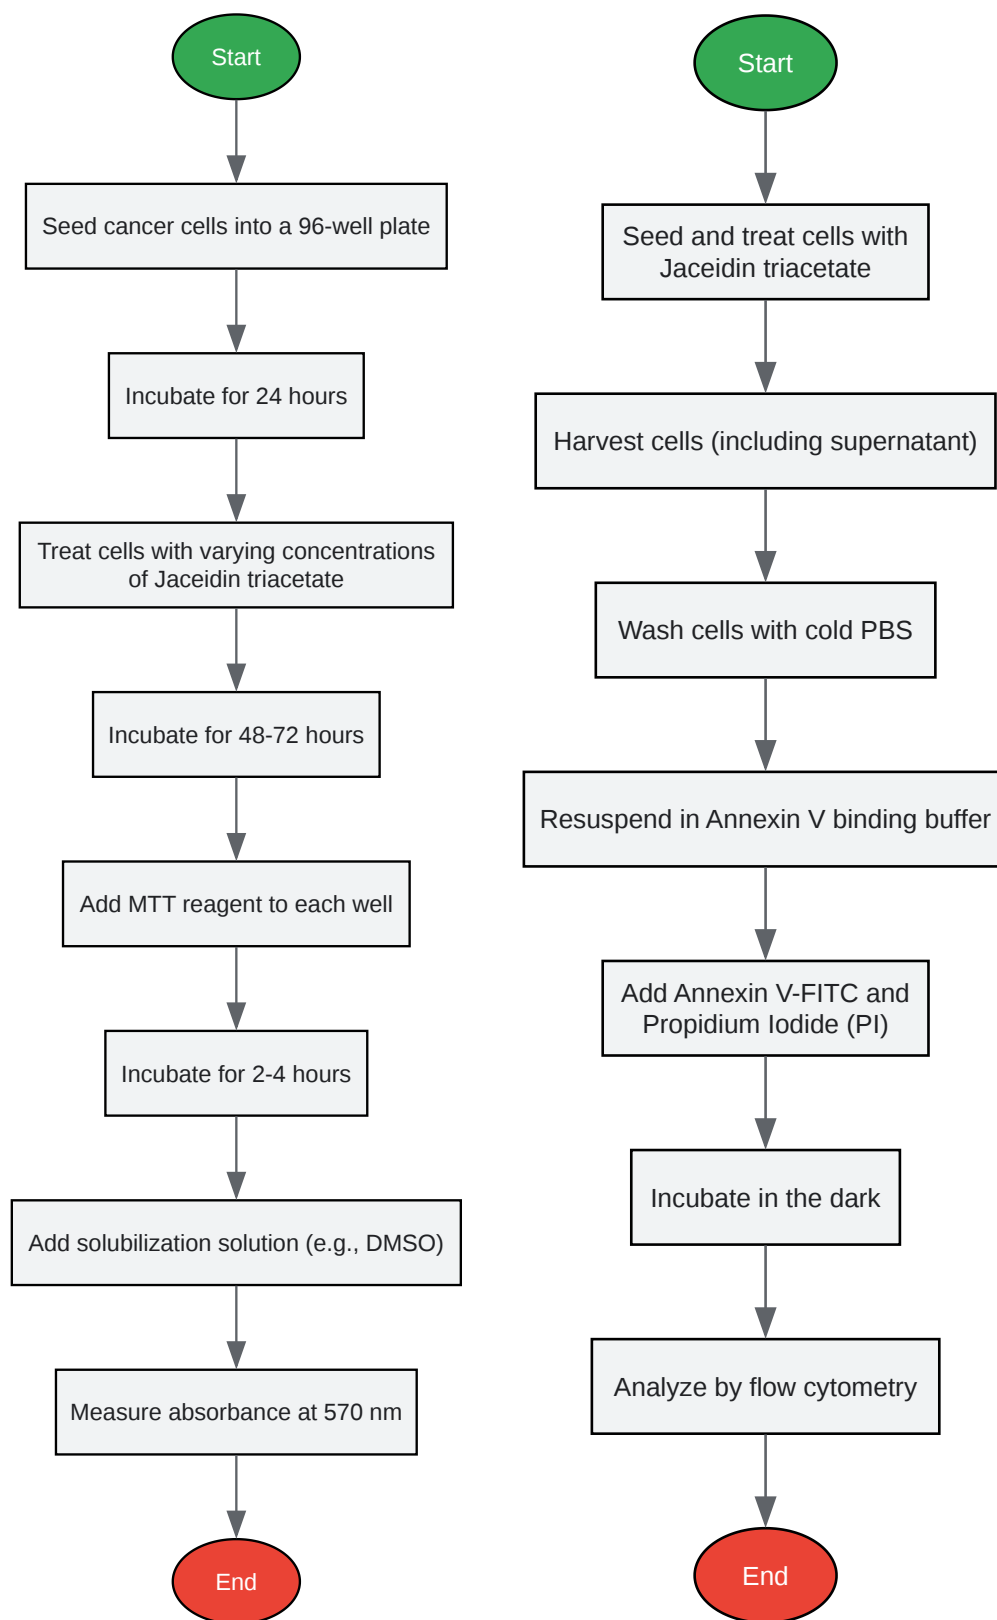 Start
Seed cancer cells into a 96-well plate
Incubate for 24 hours
Treat cells with varying concentrations
of Jaceidin triacetate
Incubate for 48-72 hours
Add MTT reagent to each well
Incubate for 2-4 hours
Add solubilization solution (e.g., DMSO)
Measure absorbance at 570 nm
End
Start
Seed and treat cells with
Jaceidin triacetate
Harvest cells (including supernatant)
Wash cells with cold PBS
Resuspend in Annexin V binding buffer
Add Annexin V-FITC and
Propidium Iodide (PI)
Incubate in the dark
Analyze by flow cytometry
End